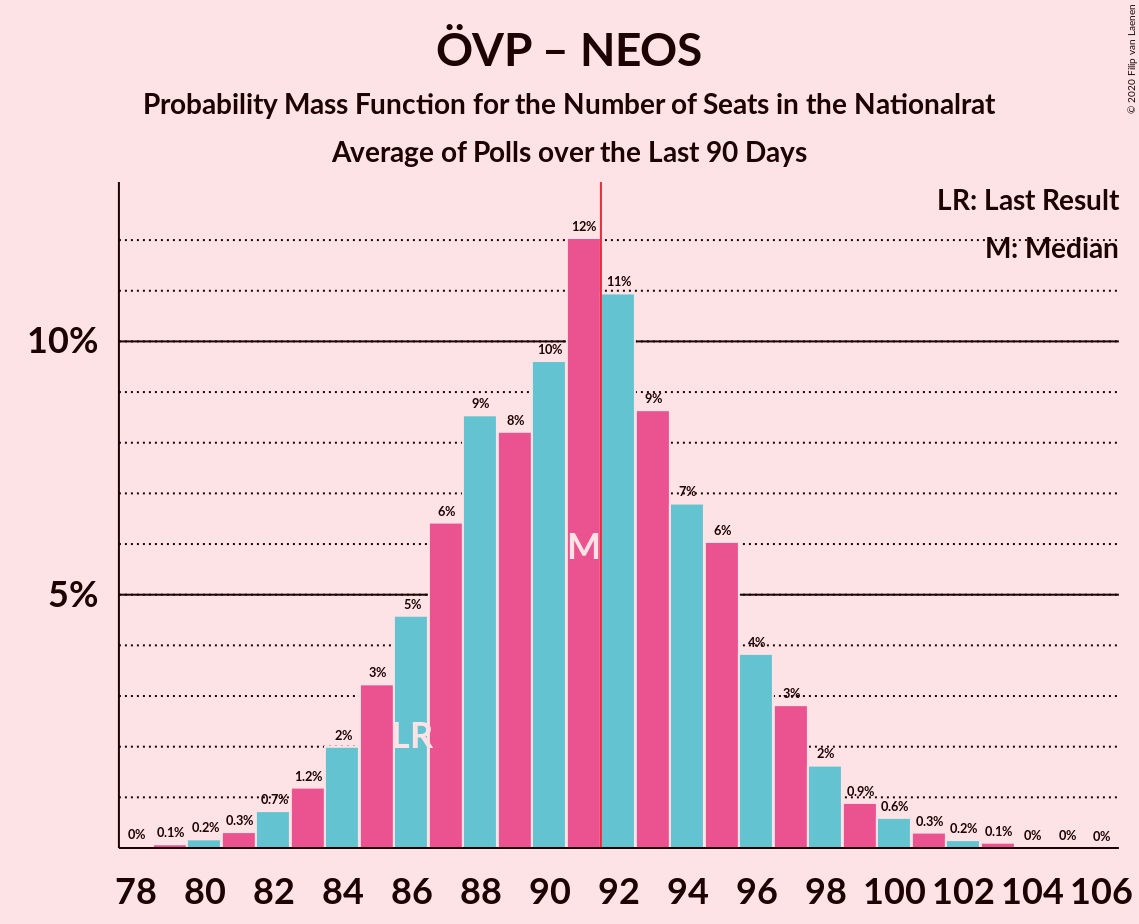 ÖVP – NEOS
Probability Mass Function for the Number of Seats in the Nationalrat
Average of Polls over the Last 90 Days
© 2020 Filip van Laenen
LR: Last Result
M: Median
10%
5%
0% 0.1% 0.2% 0.3% 0.7% 1.2% 2% 3% 5% 6% 9% 8% 10% 12% 11% 9% 7% 6% 4% 3% 2% 0.9% 0.6% 0.3% 0.2% 0.1% 0% 0% 0%
M
LR
78 80 82 84 86 88 90 92 94 96 98 100 102 104 106